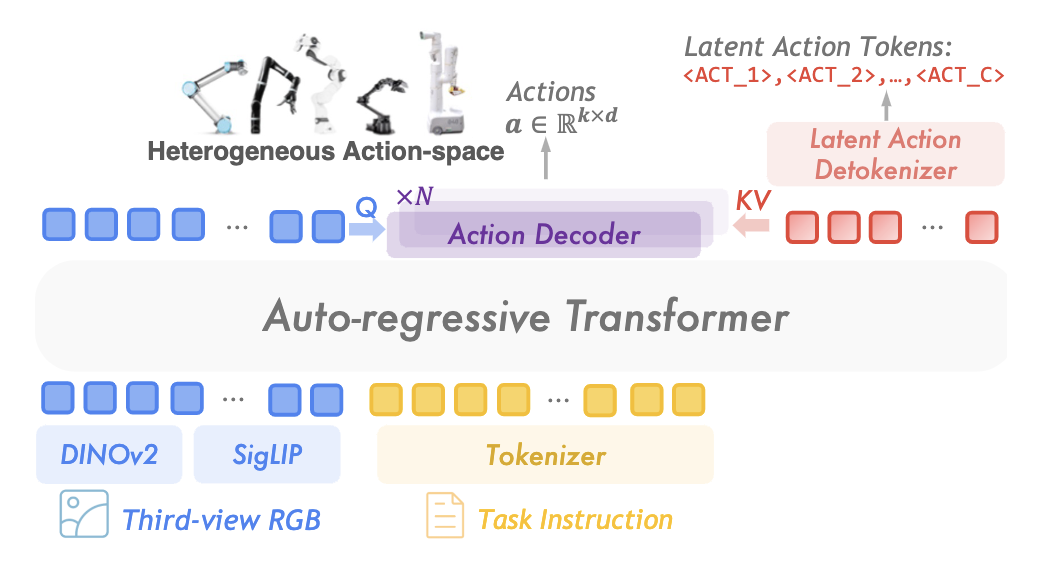 Latent Action Tokens:
<ACT_1>,<ACT_2>,…,<ACT_C>
Actions
a ∈ ℝ^{k×d}
Latent Action
Detokenizer
Heterogeneous Action-space
Q
×N
KV
...
Action Decoder
...
Auto-regressive Transformer
...
...
DINOv2
SigLIP
Tokenizer
Third-view RGB
Task Instruction